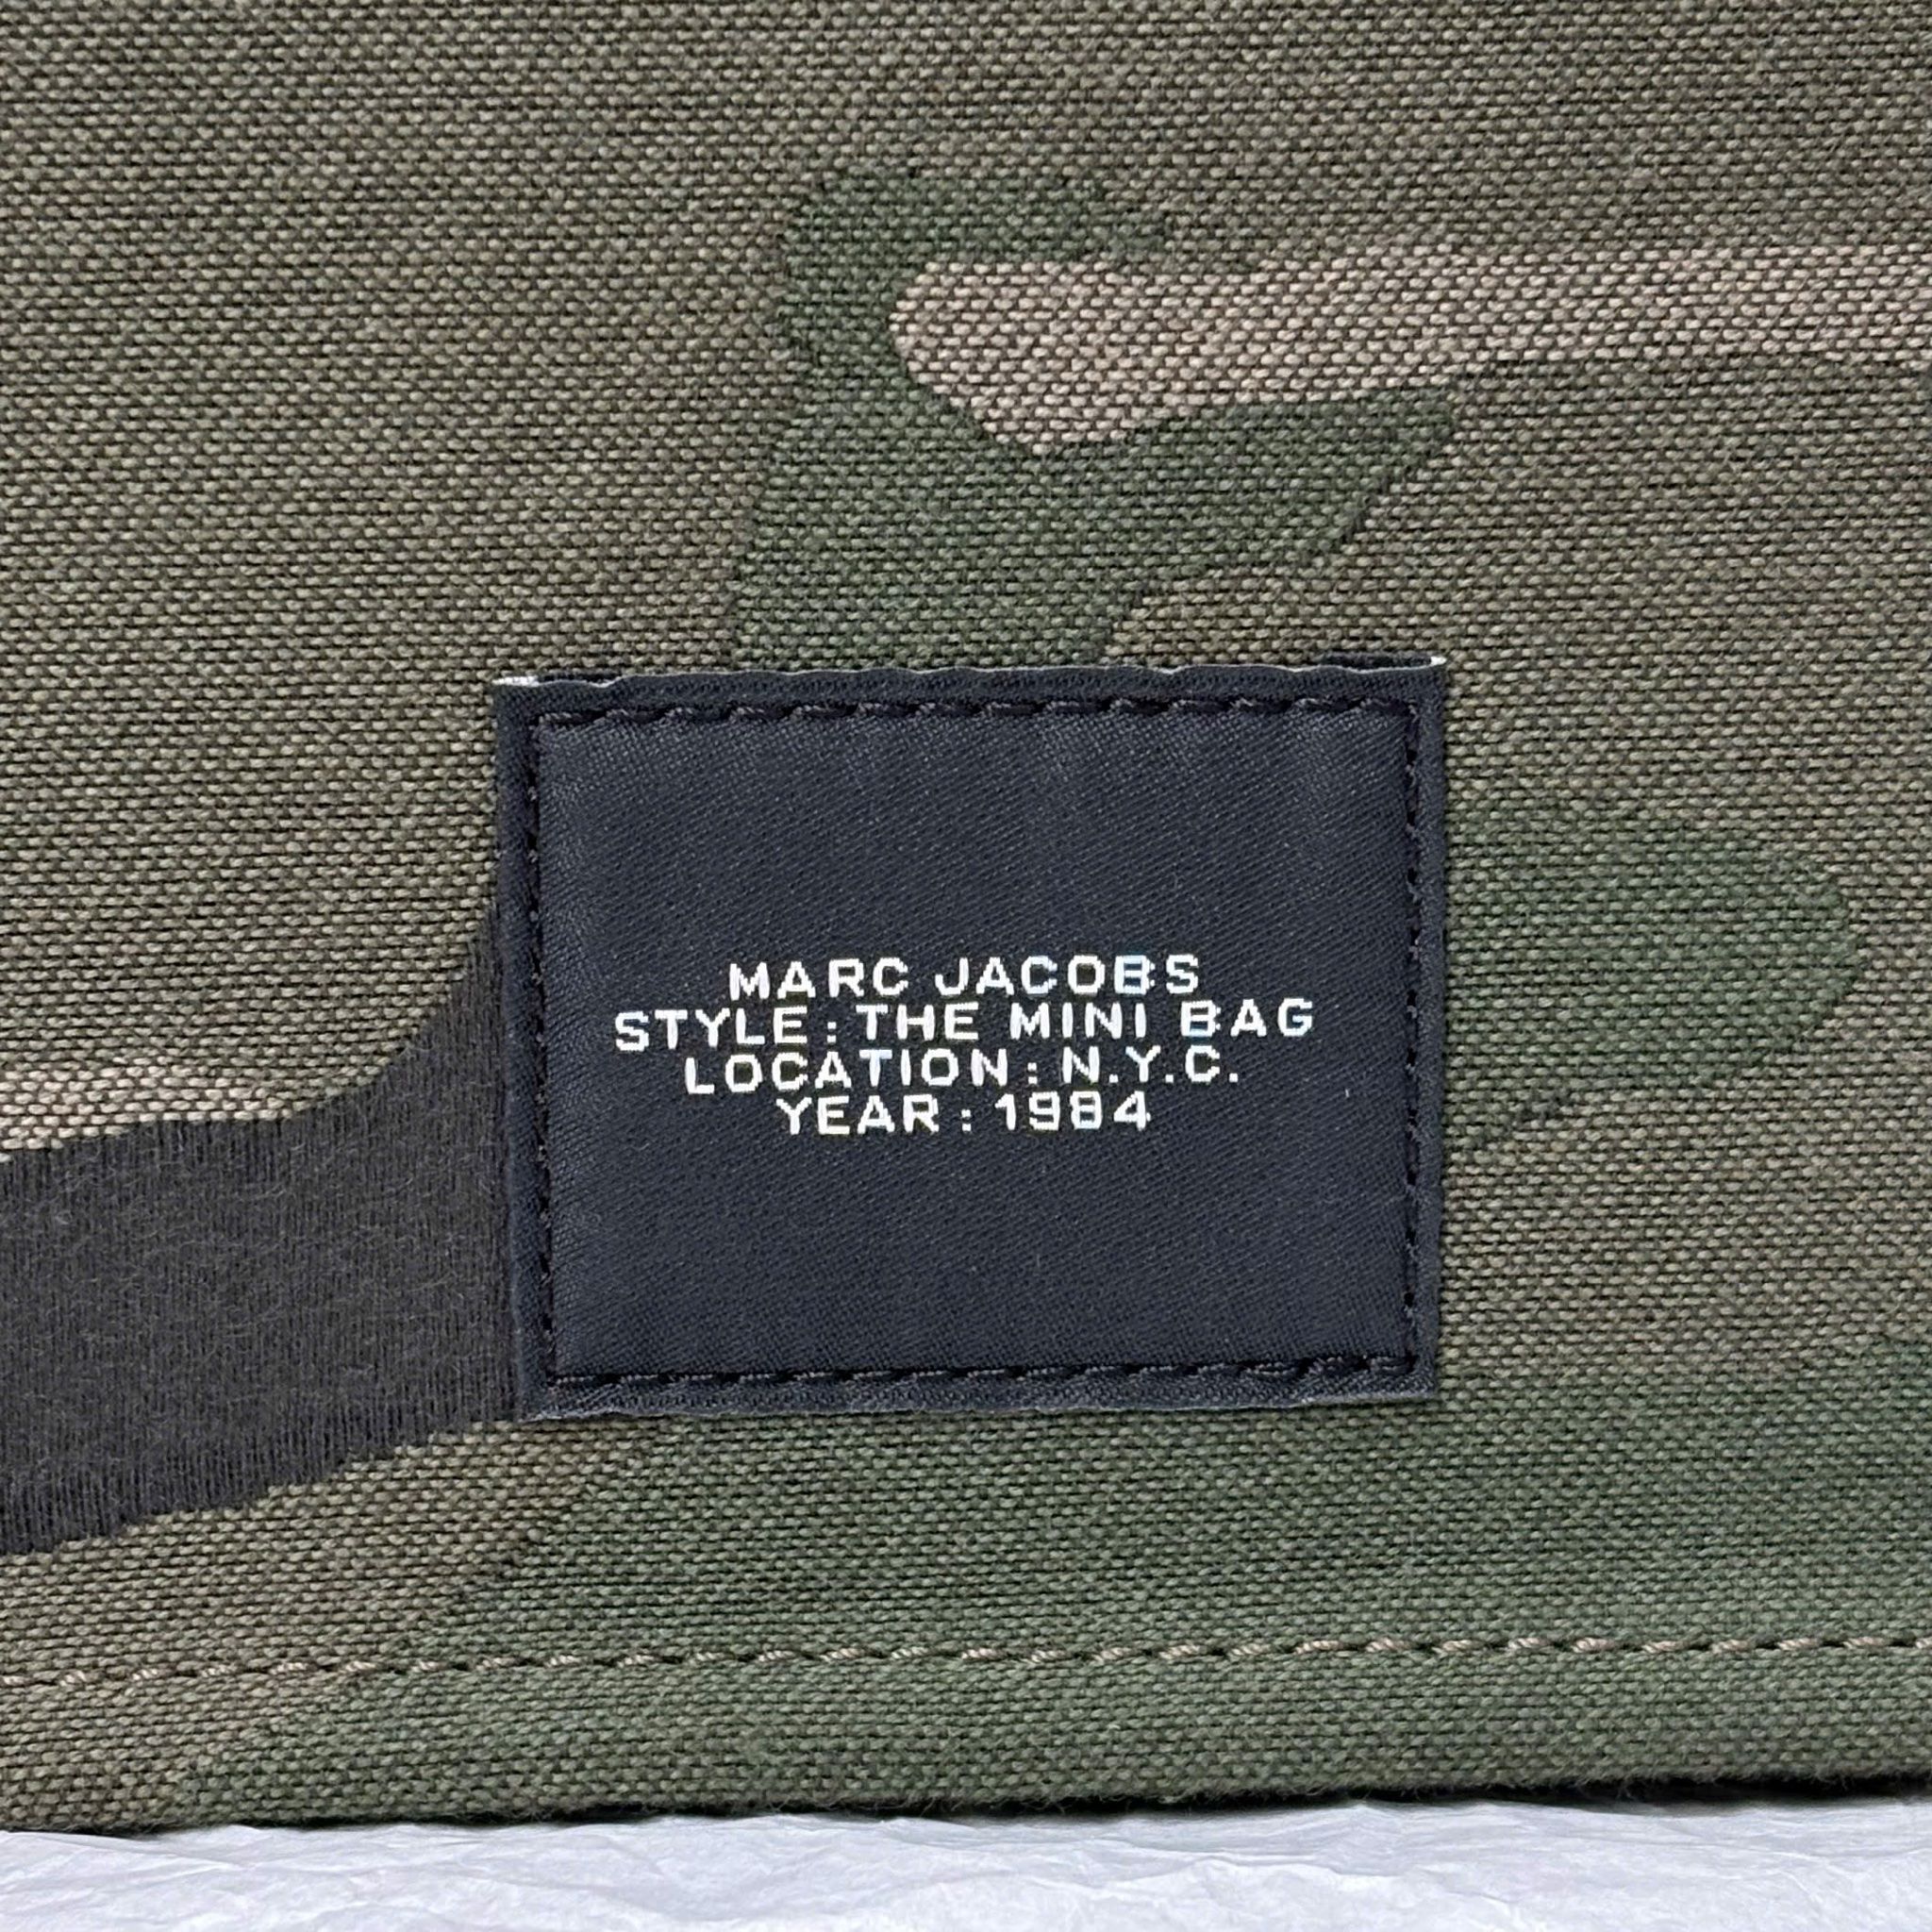 MARC JACOBS
STYLE: THE MINI BAG
LOCATION: N.Y.C.
YEAR: 1984